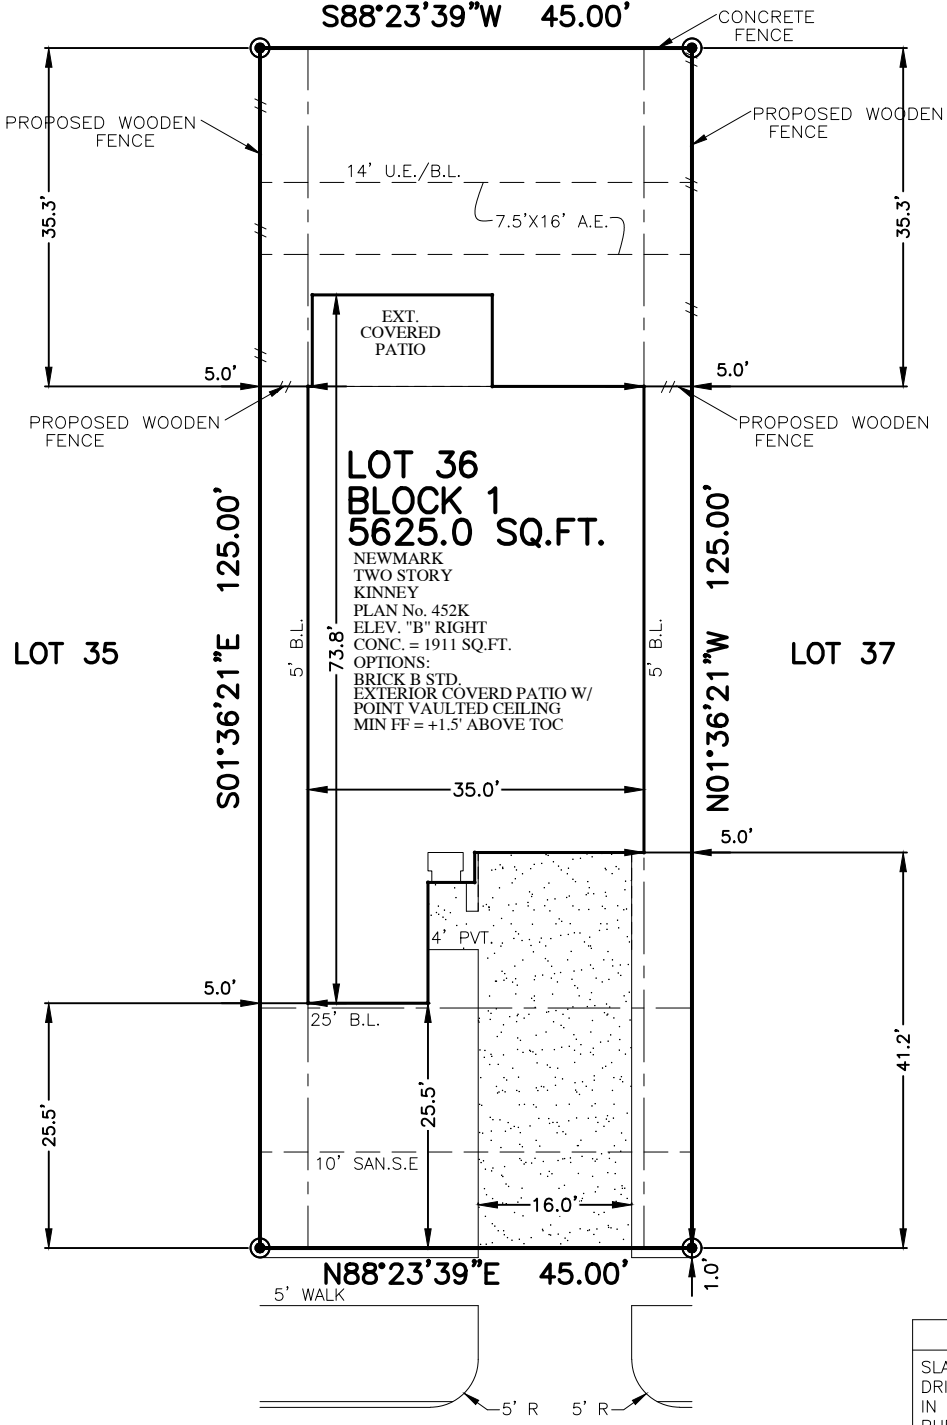 S88°23'39"W 45.00'
CONCRETE
FENCE
PROPOSED WOODEN
FENCE
PROPOSED WOODEN
FENCE
14' U.E./B.L.
35.3'
7.5'X16' A.E.
35.3'
EXT.
COVERED
PATIO
5.0'
5.0'
PROPOSED WOODEN
FENCE
PROPOSED WOODEN
FENCE
LOT 36
BLOCK 1
5625.0 SQ.FT.
NEWMARK
TWO STORY
KINNEY
PLAN No. 452K
ELEV. "B" RIGHT
CONC. = 1911 SQ.FT.
OPTIONS:
BRICK B STD.
EXTERIOR COVERD PATIO W/
POINT VAULTED CEILING
MIN FF = +1.5' ABOVE TOC
S01°36'21"E 125.00'
5' B.L.
73.8'
5' B.L.
N01°36'21"W 125.00'
LOT 35
LOT 37
35.0'
5.0'
4' PVT.
5.0'
25' B.L.
25.5'
25.5'
41.2'
10' SAN.S.E
16.0'
N88°23'39"E 45.00'
1.0'
5' WALK
5' R 5' R
SLA
DRI
IN